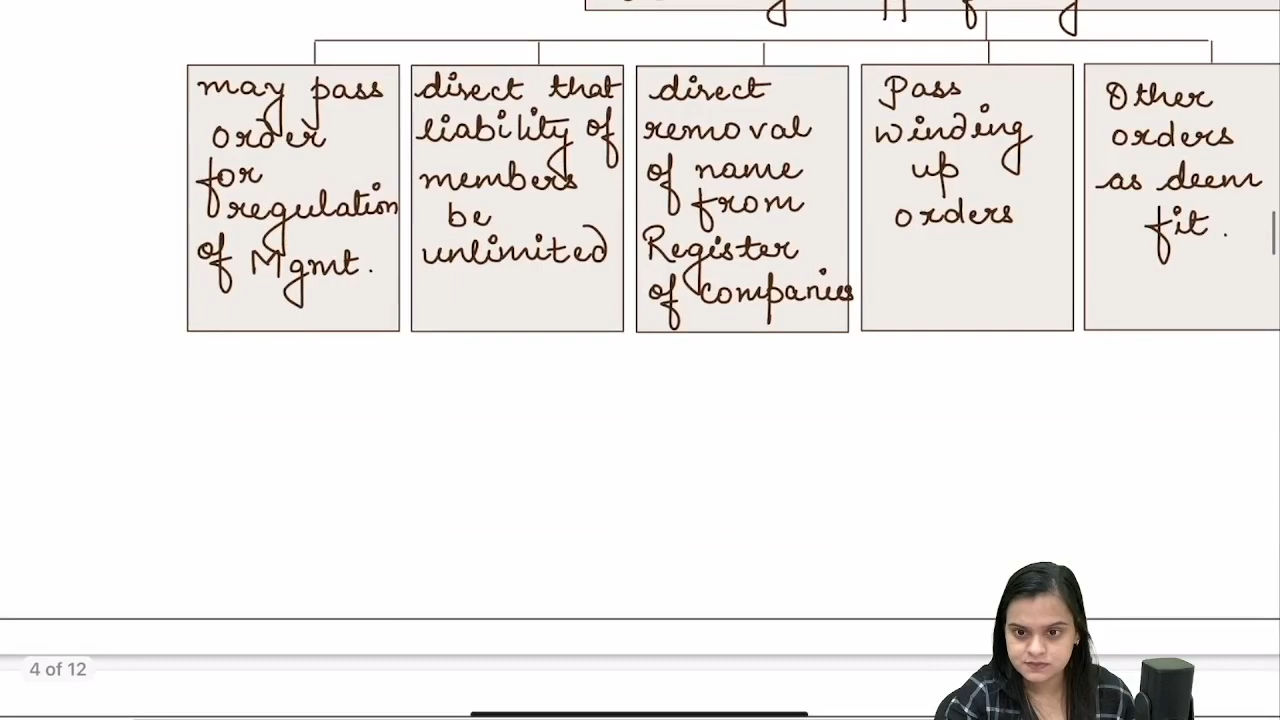 may pass
order
for
regulation
of Mgmt.
direct that
liability of
members
be
unlimited
direct
removal
of name
from
Register
of companies
Pass
winding
up
orders
Other
orders
as deem
fit.
4 of 12